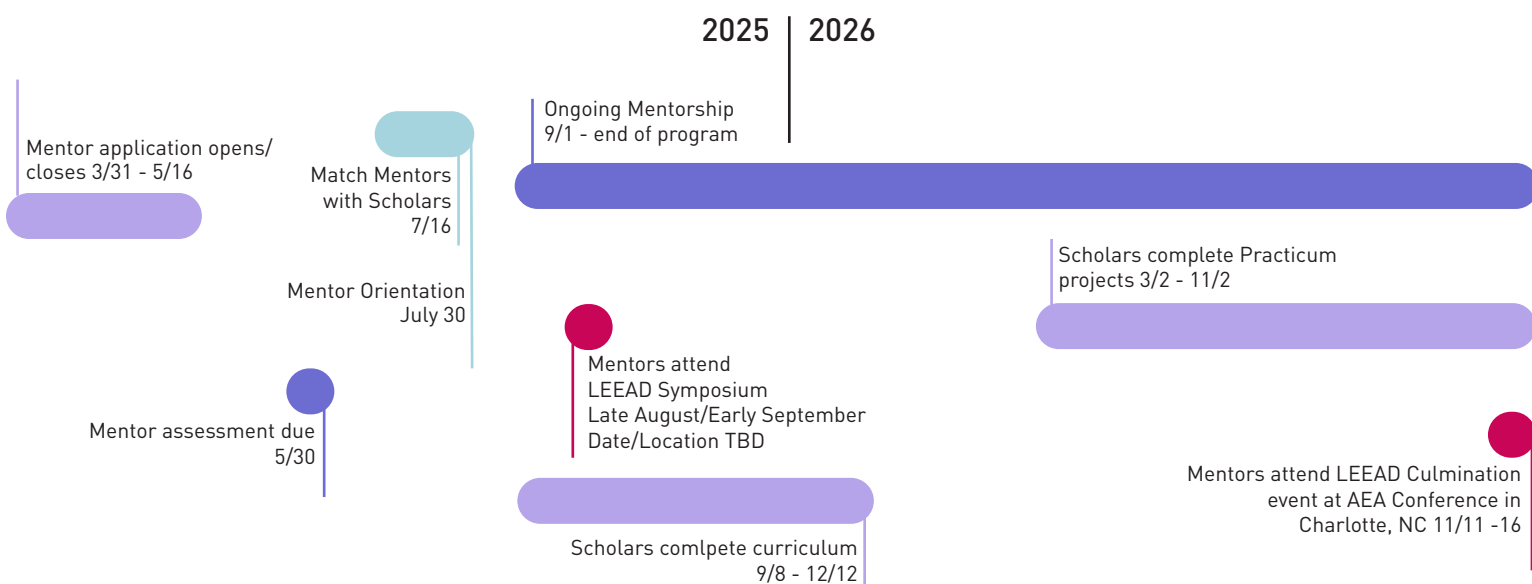 2025
2026
Ongoing Mentorship
9/1 - end of program
Mentor application opens/
closes 3/31 - 5/16
Match Mentors
with Scholars
7/16
Scholars complete Practicum
projects 3/2 - 11/2
Mentor Orientation
July 30
Mentors attend
LEEAD Symposium
Late August/Early September
Date/Location TBD
Mentor assessment due
5/30
Mentors attend LEEAD Culmination
event at AEA Conference in
Charlotte, NC 11/11 -16
Scholars comlpete curriculum
9/8 - 12/12